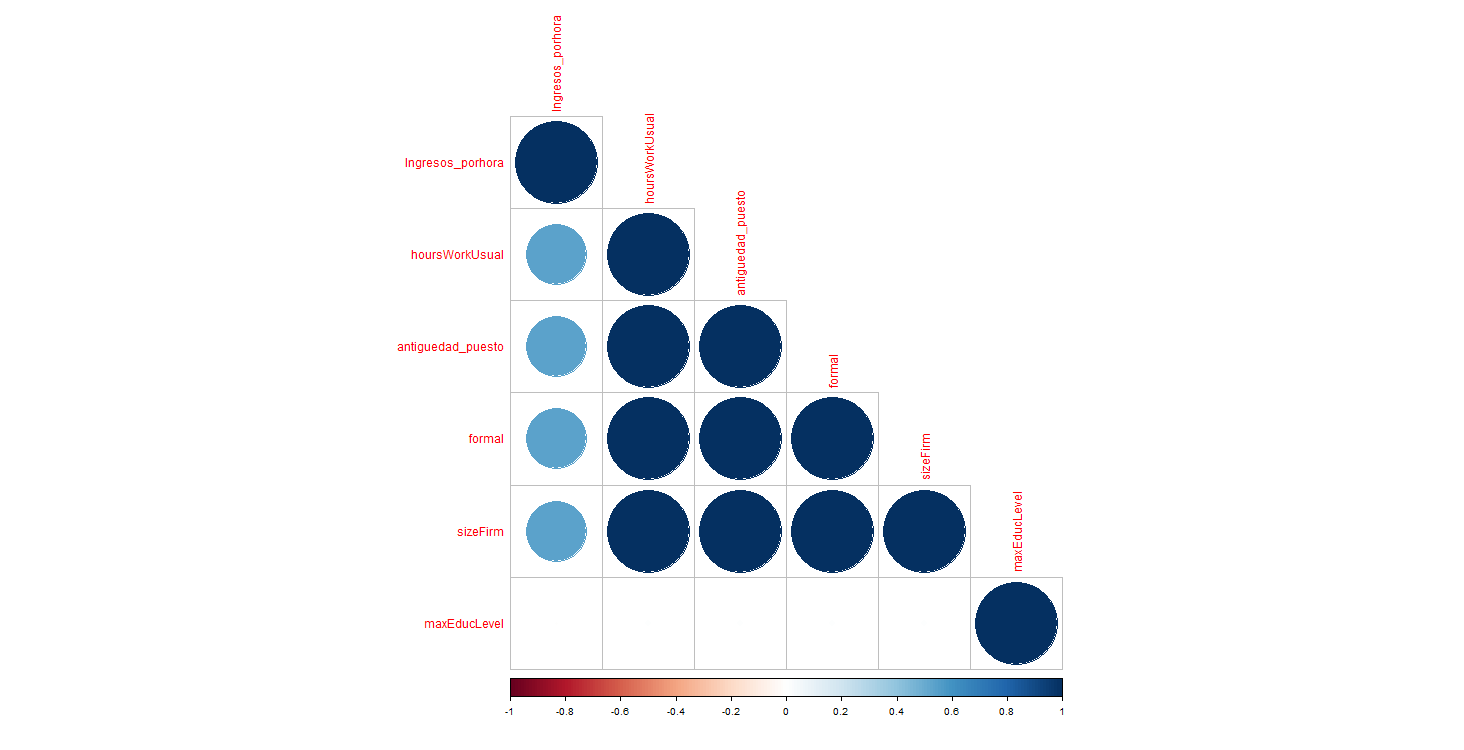 Ingresos_porhora
hoursWorkUsual
antiguedad_puesto
formal
sizeFirm
maxEducLevel
Ingresos_porhora
hoursWorkUsual
antiguedad_puesto
formal
sizeFirm
maxEducLevel
-1 -0.8 -0.6 -0.4 -0.2 0 0.2 0.4 0.6 0.8 1